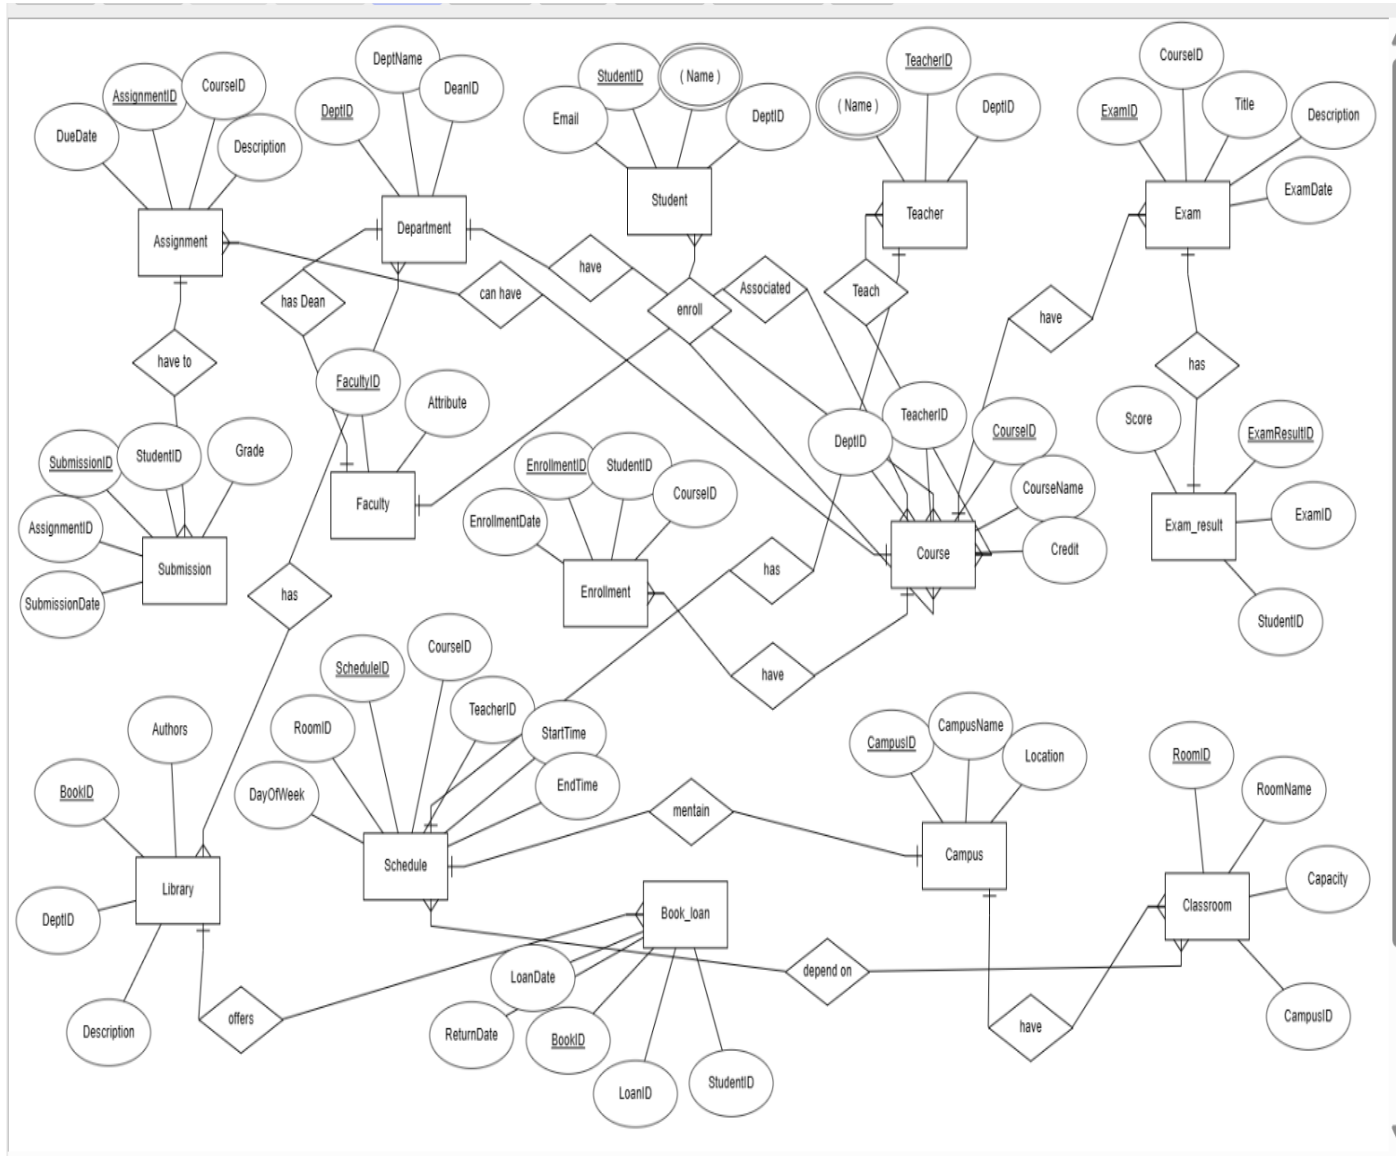 DeptName
CourseID
TeacherID
CourseID
AssignmentID
DeanID
StudentID
( Name )
( Name )
DeptID
ExamID
Title
Description
DueDate
Description
DeptID
Email
DeptID
ExamDate
Assignment
Department
Student
Teacher
Exam
have
can have
has Dean
enroll
Associated
Teach
have
have to
has
FacultyID
Attribute
Score
ExamResultID
SubmissionID
StudentID
Grade
DeptID
TeacherID
CourseID
CourseName
Credit
EnrollmentID
StudentID
CourseID
EnrollmentDate
Faculty
AssignmentID
SubmissionDate
Submission
Course
Exam_result
ExamID
StudentID
has
Enrollment
has
have
ScheduleID
CourseID
TeacherID
RoomID
StartTime
EndTime
DayOfWeek
Authors
BookID
CampusID
CampusName
Location
RoomID
RoomName
Capacity
mentain
Schedule
Campus
Library
DeptID
Book_loan
Classroom
Description
offers
LoanDate
ReturnDate
BookID
LoanID
StudentID
depend on
have
CampusID